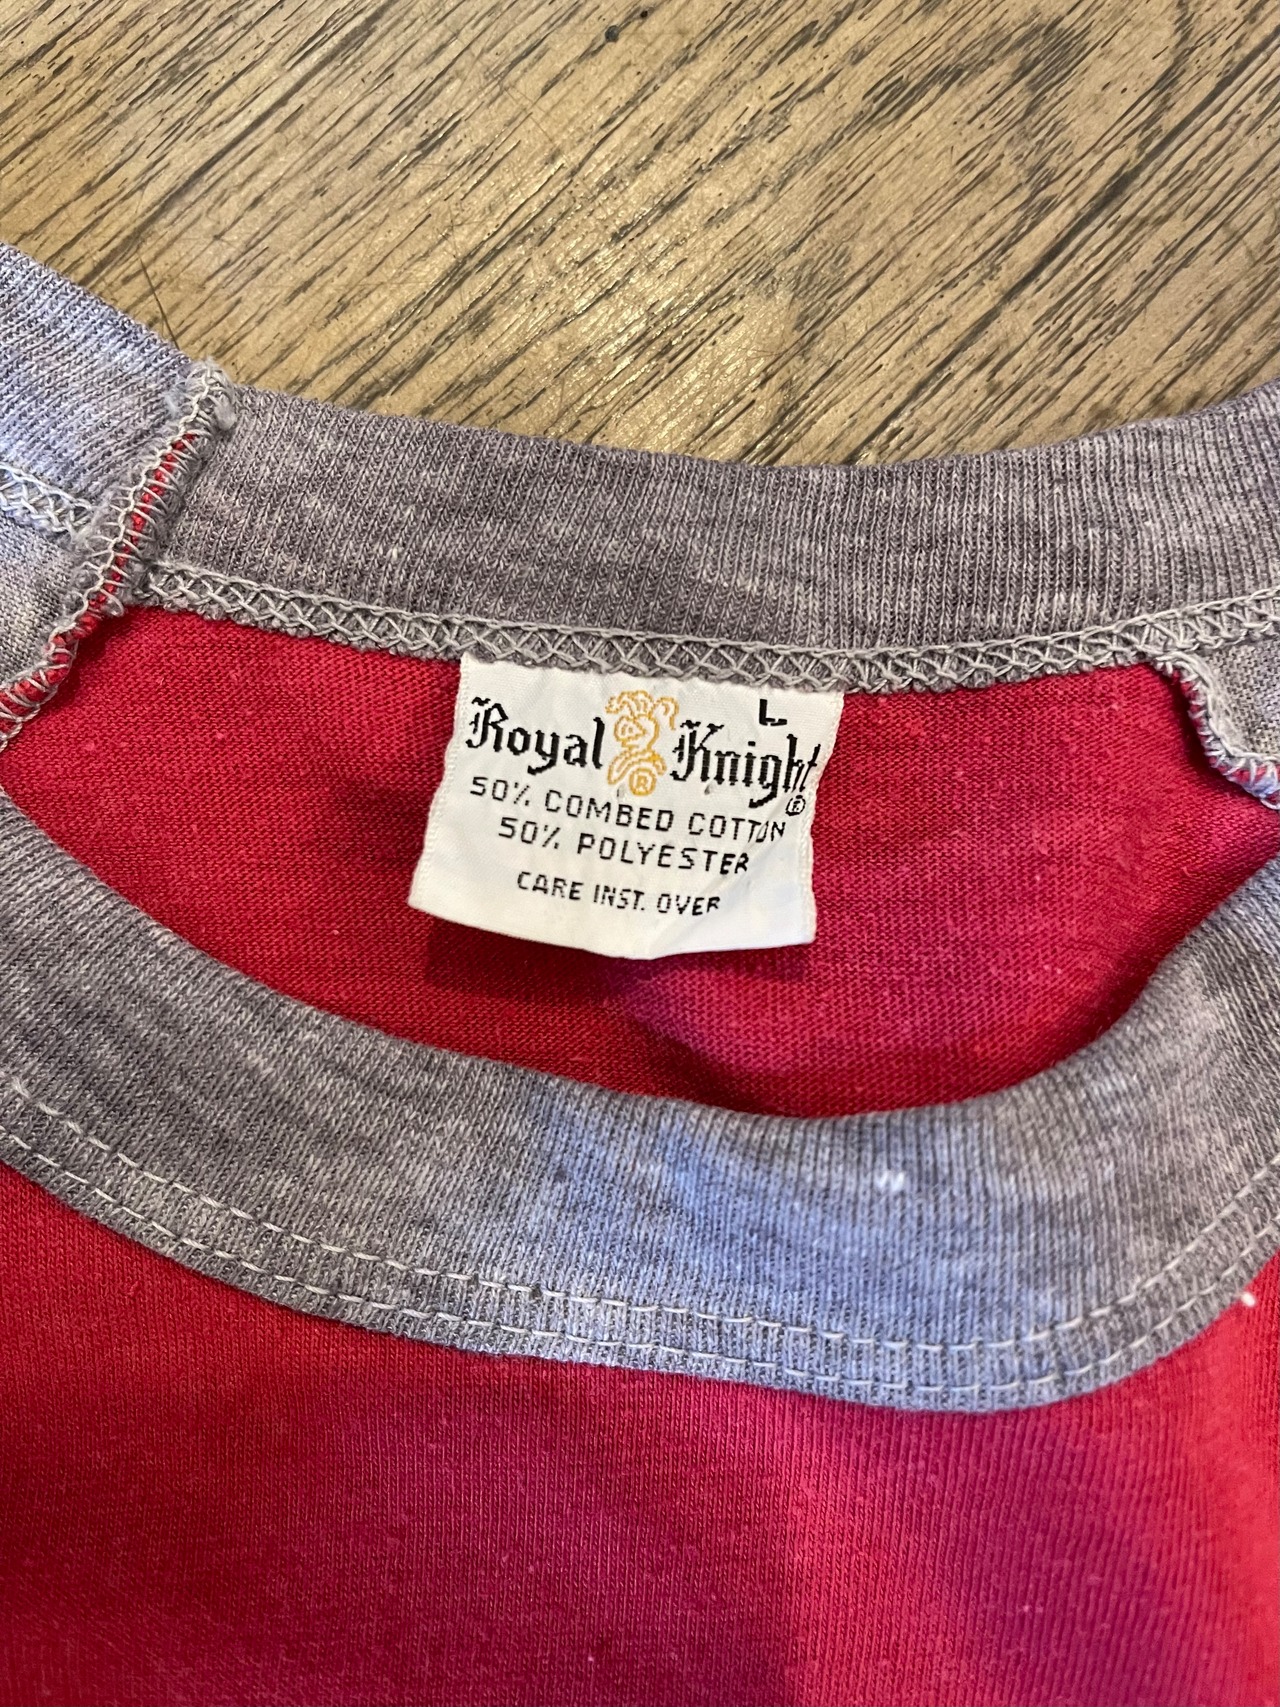 L
Royal ® Knight®
50% COMBED COTTON
50% POLYESTER
CARE INST. OVER